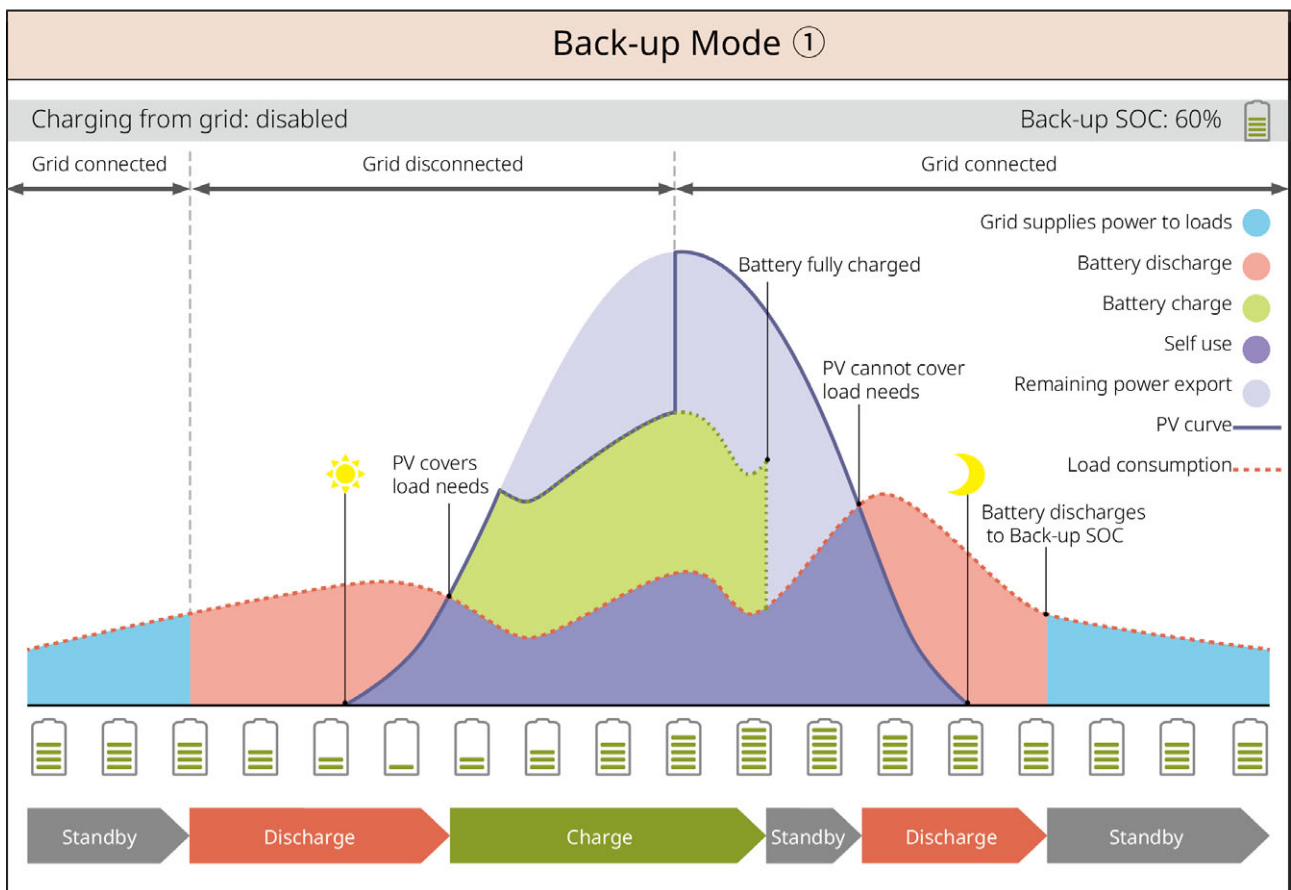 Back-up Mode ①
Charging from grid: disabled
Back-up SOC: 60%
Grid connected
Grid disconnected
Grid connected
Grid supplies power to loads
Battery discharge
Battery charge
Self use
Remaining power export
PV curve
Load consumption
Battery fully charged
PV cannot cover
load needs
PV covers
load needs
Battery discharges
to Back-up SOC
Standby
Discharge
Charge
Standby
Discharge
Standby